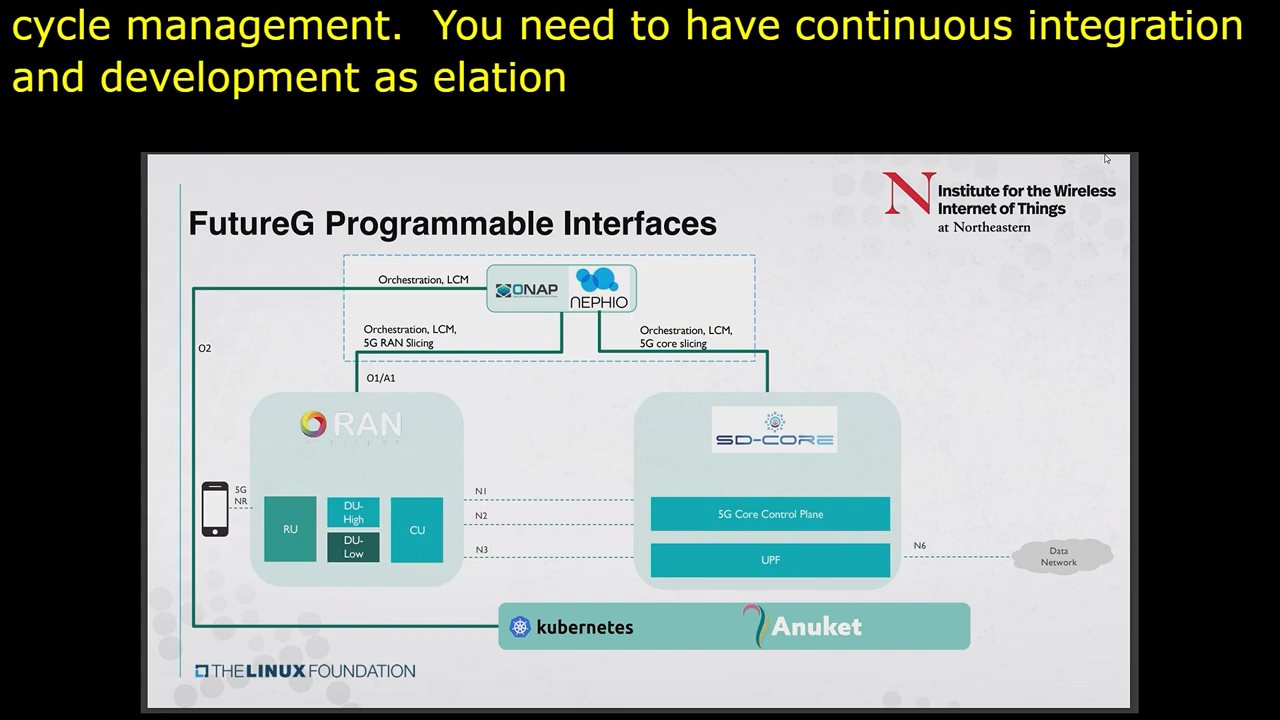 cycle management.  You need to have continuous integration
and development as elation
N Institute for the Wireless
Internet of Things
at Northeastern
FutureG Programmable Interfaces
Orchestration, LCM
ONAP
NEPHIO
Orchestration, LCM,
5G RAN Slicing
Orchestration, LCM,
5G core slicing
O2
O1/A1
RAN
SD-CORE
5G
NR
RU
DU-
High
DU-
Low
CU
N1
N2
N3
5G Core Control Plane
UPF
N6
Data
Network
kubernetes
Anuket
THE LINUX FOUNDATION